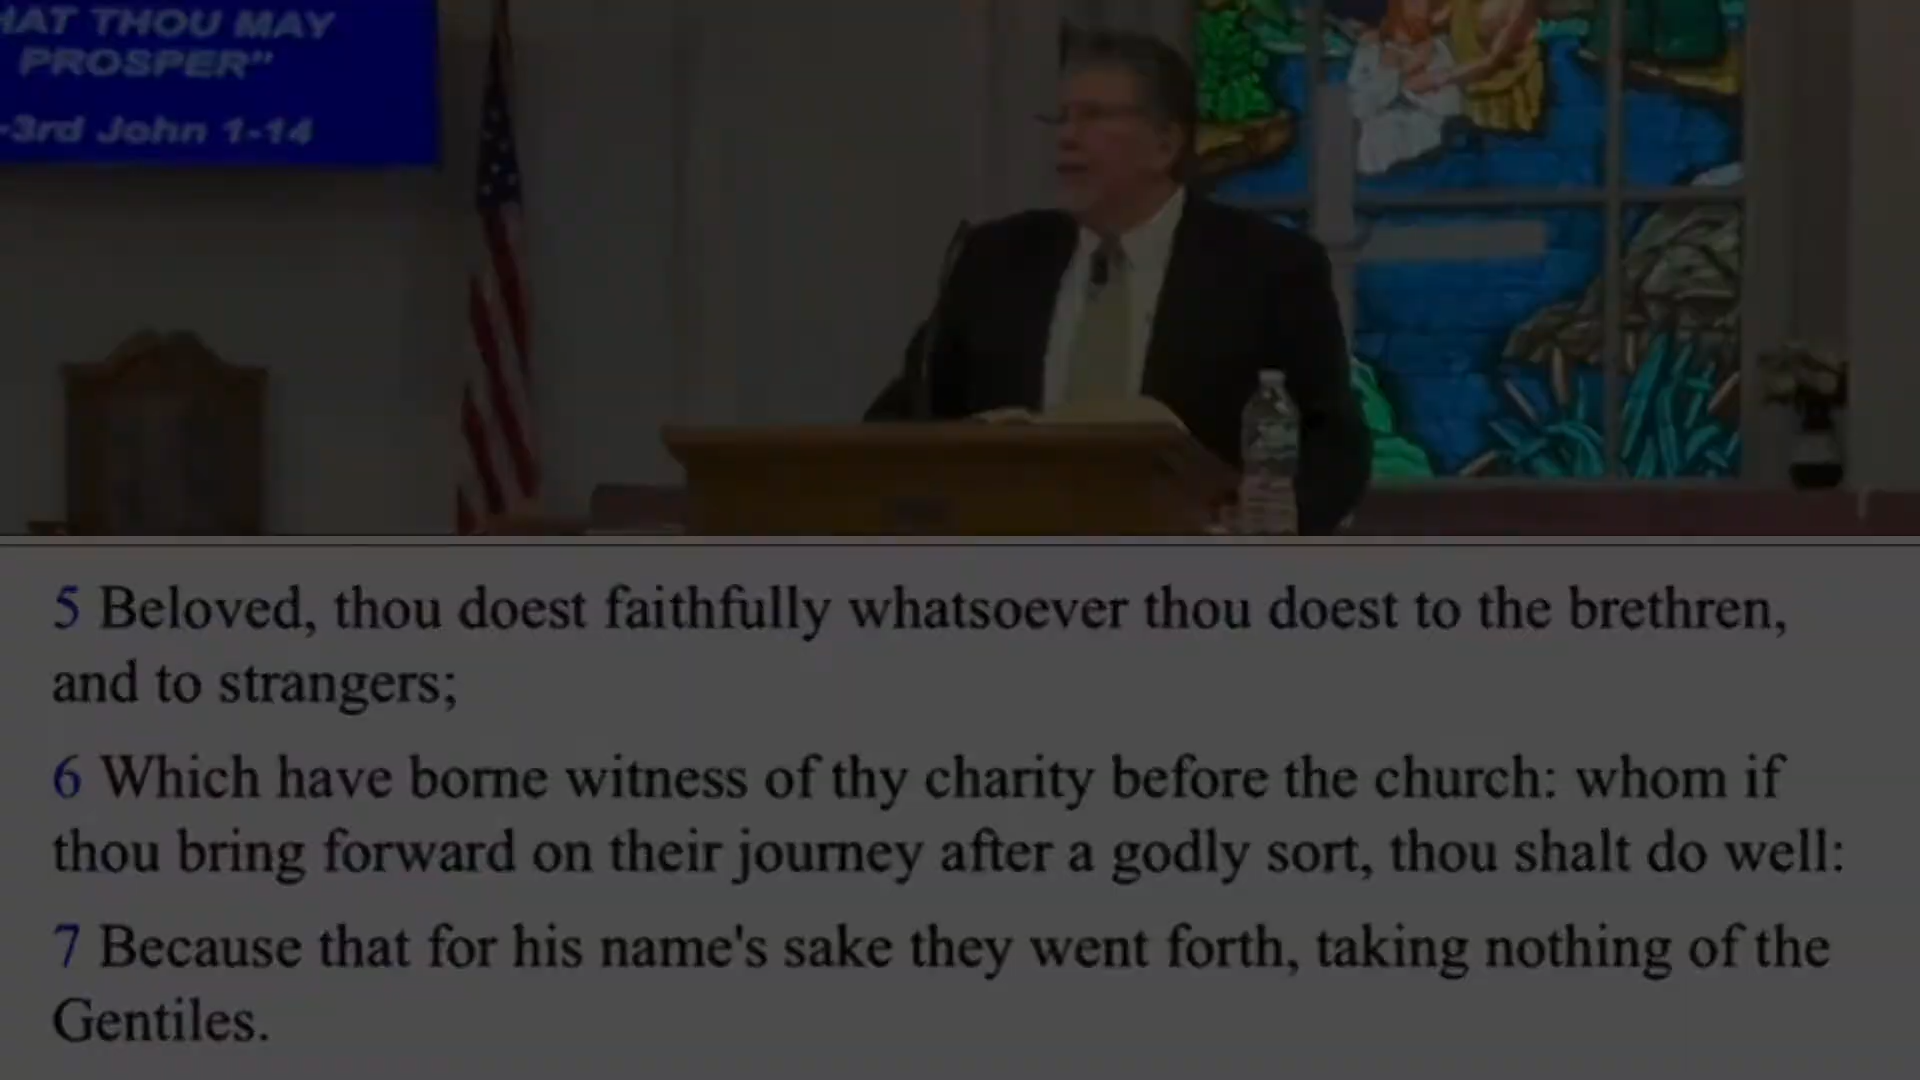 HAT THOU MAY
PROSPER"
-3rd John 1-14
5 Beloved, thou doest faithfully whatsoever thou doest to the brethren,
and to strangers;
6 Which have borne witness of thy charity before the church: whom if
thou bring forward on their journey after a godly sort, thou shalt do well:
7 Because that for his name's sake they went forth, taking nothing of the
Gentiles.